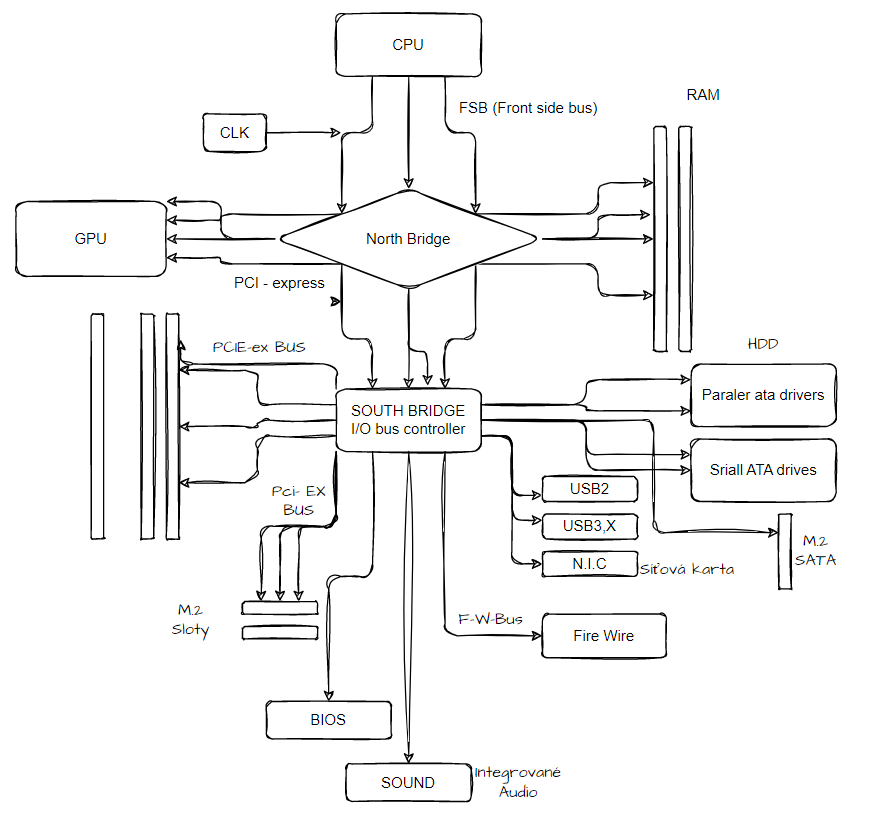 CPU
FSB (Front side bus)
RAM
CLK
GPU
North Bridge
PCI - express
PCIE-ex BUS
HDD
SOUTH BRIDGE
I/O bus controller
Paraler ata drivers
Sriall ATA drives
Pci- EX
BUS
USB2
USB3,X
N.I.C
Síťová karta
M.2
SATA
M.2
Sloty
F-W-Bus
Fire Wire
BIOS
SOUND
Integrované
Audio